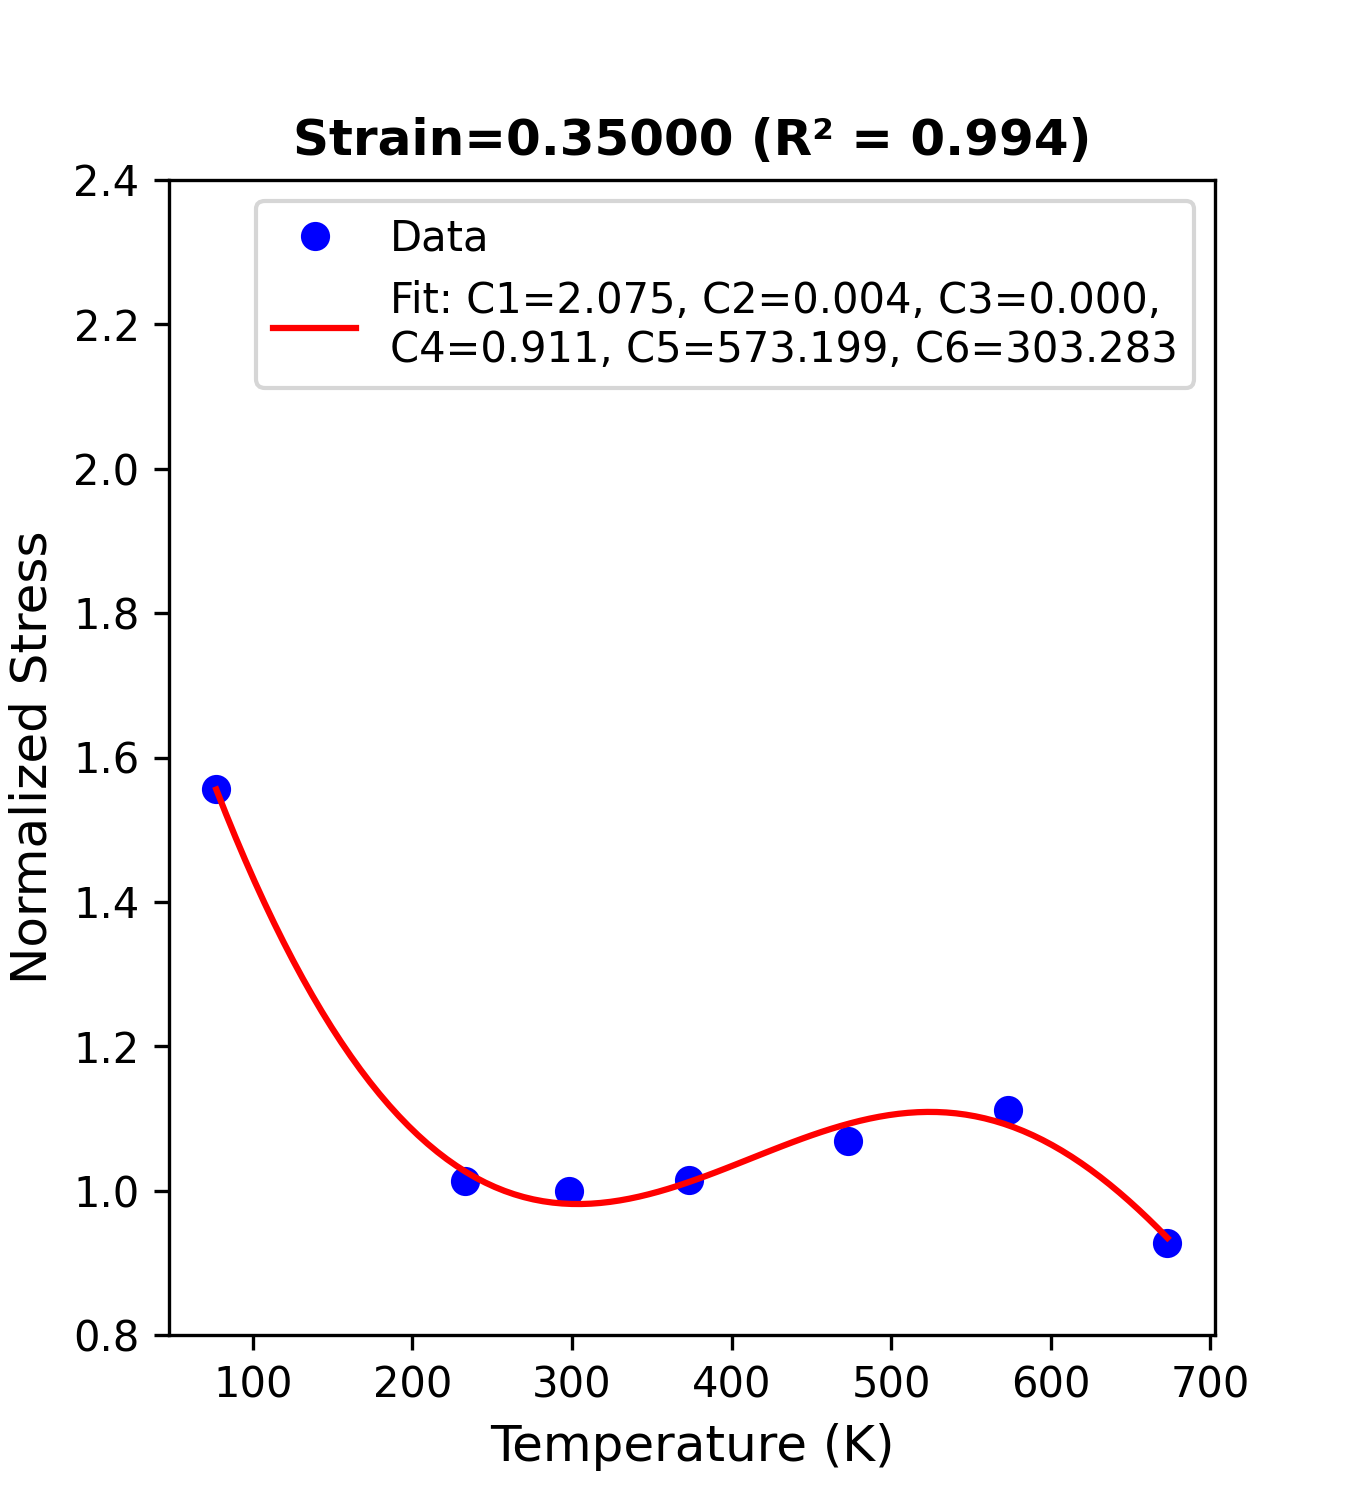 Strain=0.35000 (R² = 0.994)
Data
Fit: C1=2.075, C2=0.004, C3=0.000,
C4=0.911, C5=573.199, C6=303.283
2.4
2.2
2.0
1.8
1.6
1.4
1.2
1.0
0.8
Normalized Stress
100 200 300 400 500 600 700
Temperature (K)